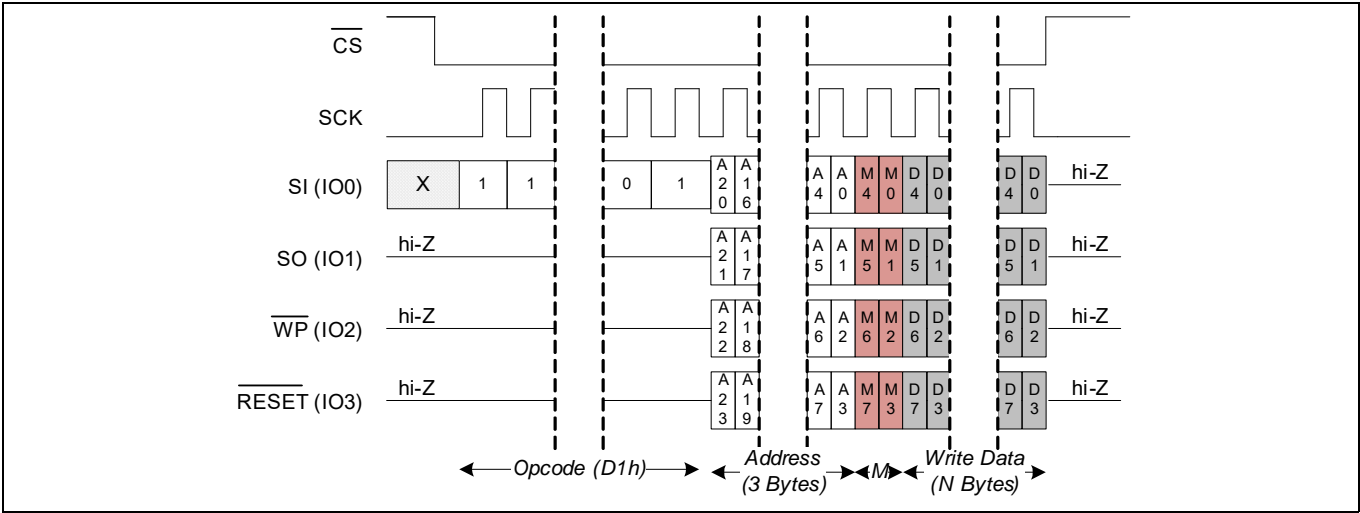 CS
SCK
SI (IO0) X 1 1 0 1 A20 A16 A4 A0 M4 M0 D4 D0 D4 D0 hi-Z
SO (IO1) hi-Z A21 A17 A5 A1 M5 M1 D5 D1 D5 D1 hi-Z
WP (IO2) hi-Z A22 A18 A6 A2 M6 M2 D6 D2 D6 D2 hi-Z
RESET (IO3) hi-Z A23 A19 A7 A3 M7 M3 D7 D3 D7 D3 hi-Z
Opcode (D1h) Address M Write Data
(3 Bytes) (N Bytes)